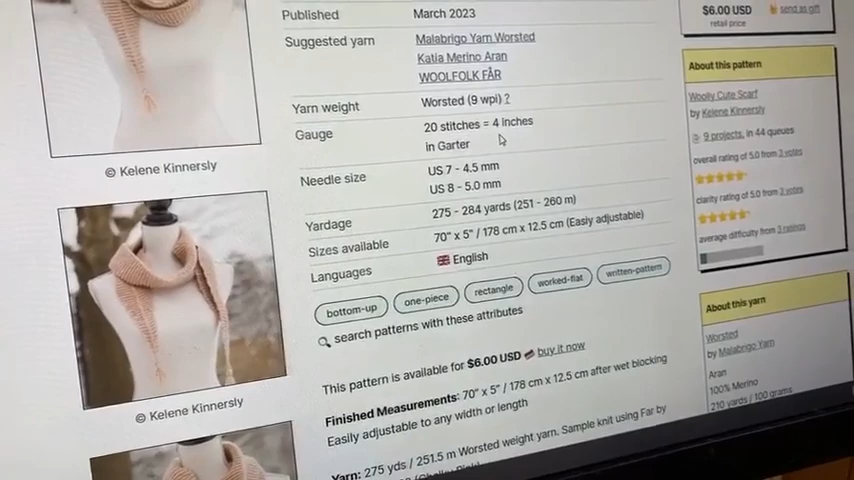 Published
March 2023
Suggested yarn
Malabrigo Yarn Worsted
Katia Merino Aran
WOOLFOLK FÅR
Yarn weight
Worsted (9 wpi) ?
Gauge
20 stitches = 4 inches
in Garter
Needle size
US 7 - 4.5 mm
US 8 - 5.0 mm
Yardage
275 - 284 yards (251 - 260 m)
Sizes available
70" x 5" / 178 cm x 12.5 cm (Easily adjustable)
Languages
English
bottom-up
one-piece
rectangle
worked-flat
written-pattern
search patterns with these attributes
This pattern is available for $6.00 USD buy it now
Finished Measurements: 70" x 5" / 178 cm x 12.5 cm after wet blocking
Easily adjustable to any width or length
Yarn: 275 yds / 251.5 m Worsted weight yarn. Sample knit using Far by
© Kelene Kinnersly
© Kelene Kinnersly
$6.00 USD
retail price
send as gift
About this pattern
Woolly Cute Scarf
by Kelene Kinnersly
9 projects, in 44 queues
overall rating of 5.0 from 3 votes
clarity rating of 5.0 from 3 votes
average difficulty from 3 ratings
About this yarn
Worsted
by Malabrigo Yarn
Aran
100% Merino
210 yards / 100 grams